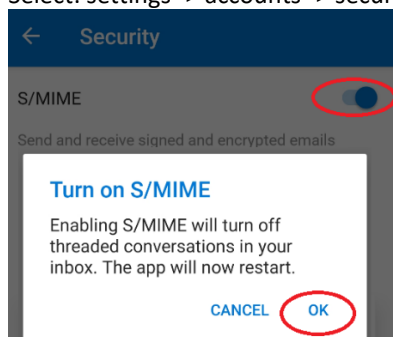 Select: settings -> accounts ->
Security
S/MIME
Send and receive signed and encrypted emails
Turn on S/MIME
Enabling S/MIME will turn off
threaded conversations in your
inbox. The app will now restart.
CANCEL OK